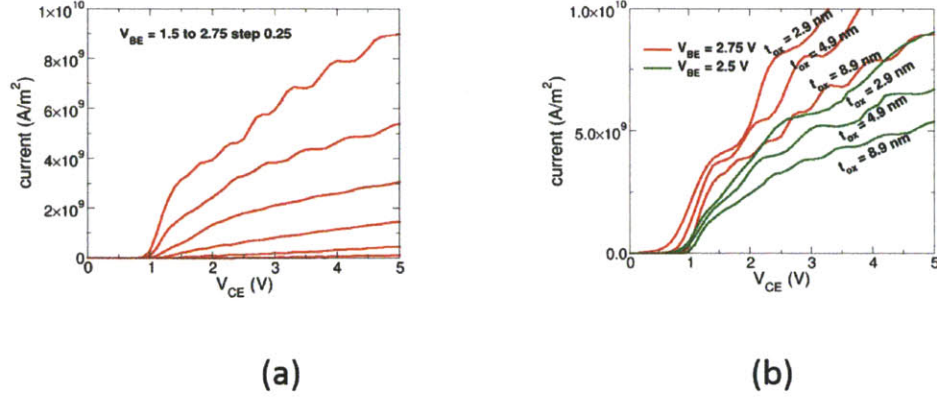 1×10¹⁰
8×10⁹
6×10⁹
4×10⁹
2×10⁹
0
0 1 2 3 4 5
current (A/m²)
V_CE (V)
V_BE = 1.5 to 2.75 step 0.25
(a)
1.0×10¹⁰
5.0×10⁹
0.0
0 1 2 3 4 5
current (A/m²)
V_CE (V)
V_BE = 2.75 V
V_BE = 2.5 V
t_ox = 2.9 nm
t_ox = 4.9 nm
t_ox = 8.9 nm
t_ox = 2.9 nm
t_ox = 4.9 nm
t_ox = 8.9 nm
(b)